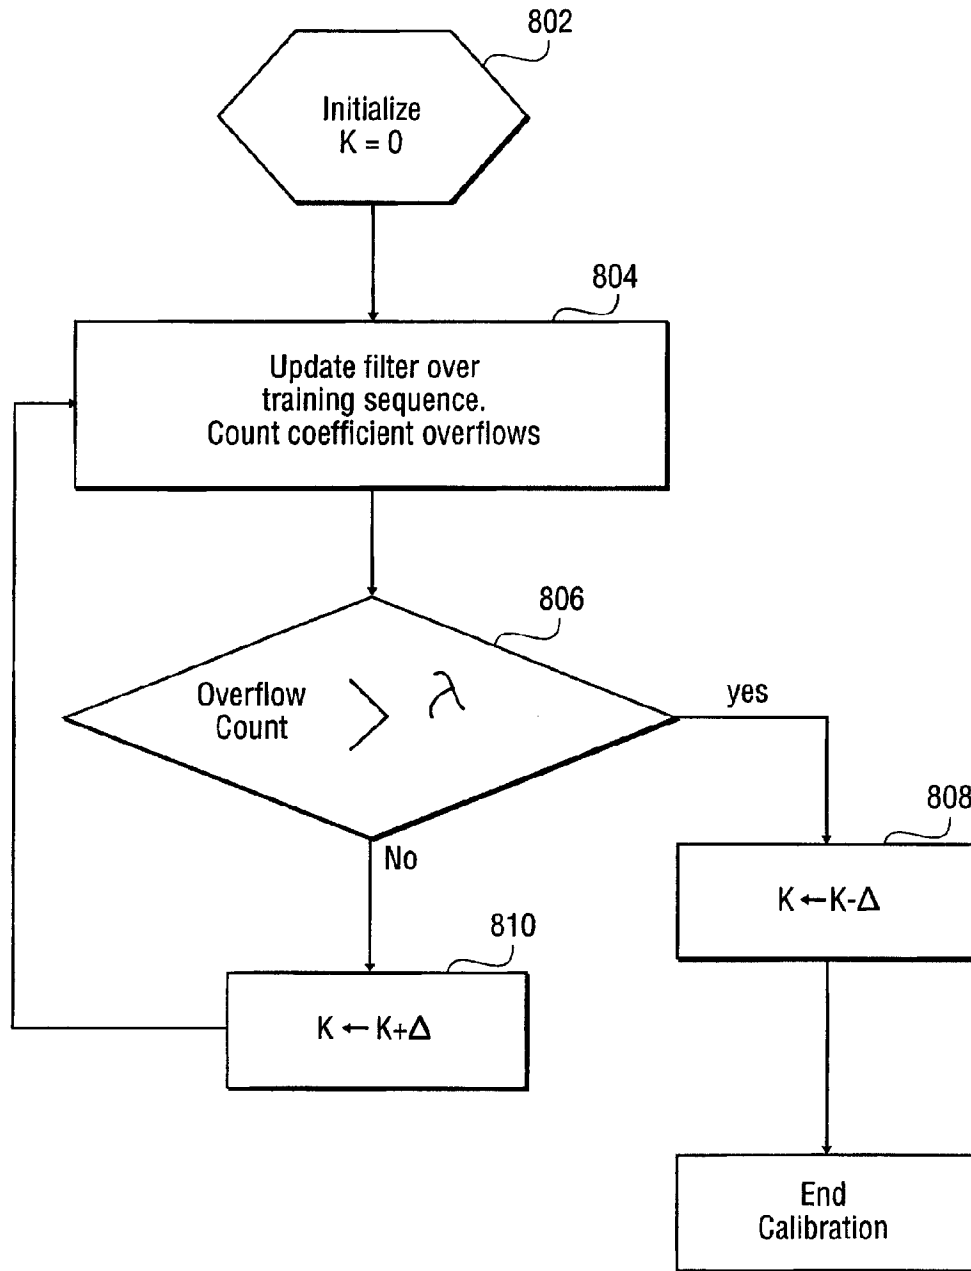 802
Initialize
K = 0
804
Update filter over
training sequence.
Count coefficient overflows
806
Overflow
Count > λ
yes
No
808
K ← K-Δ
810
K ← K+Δ
End
Calibration